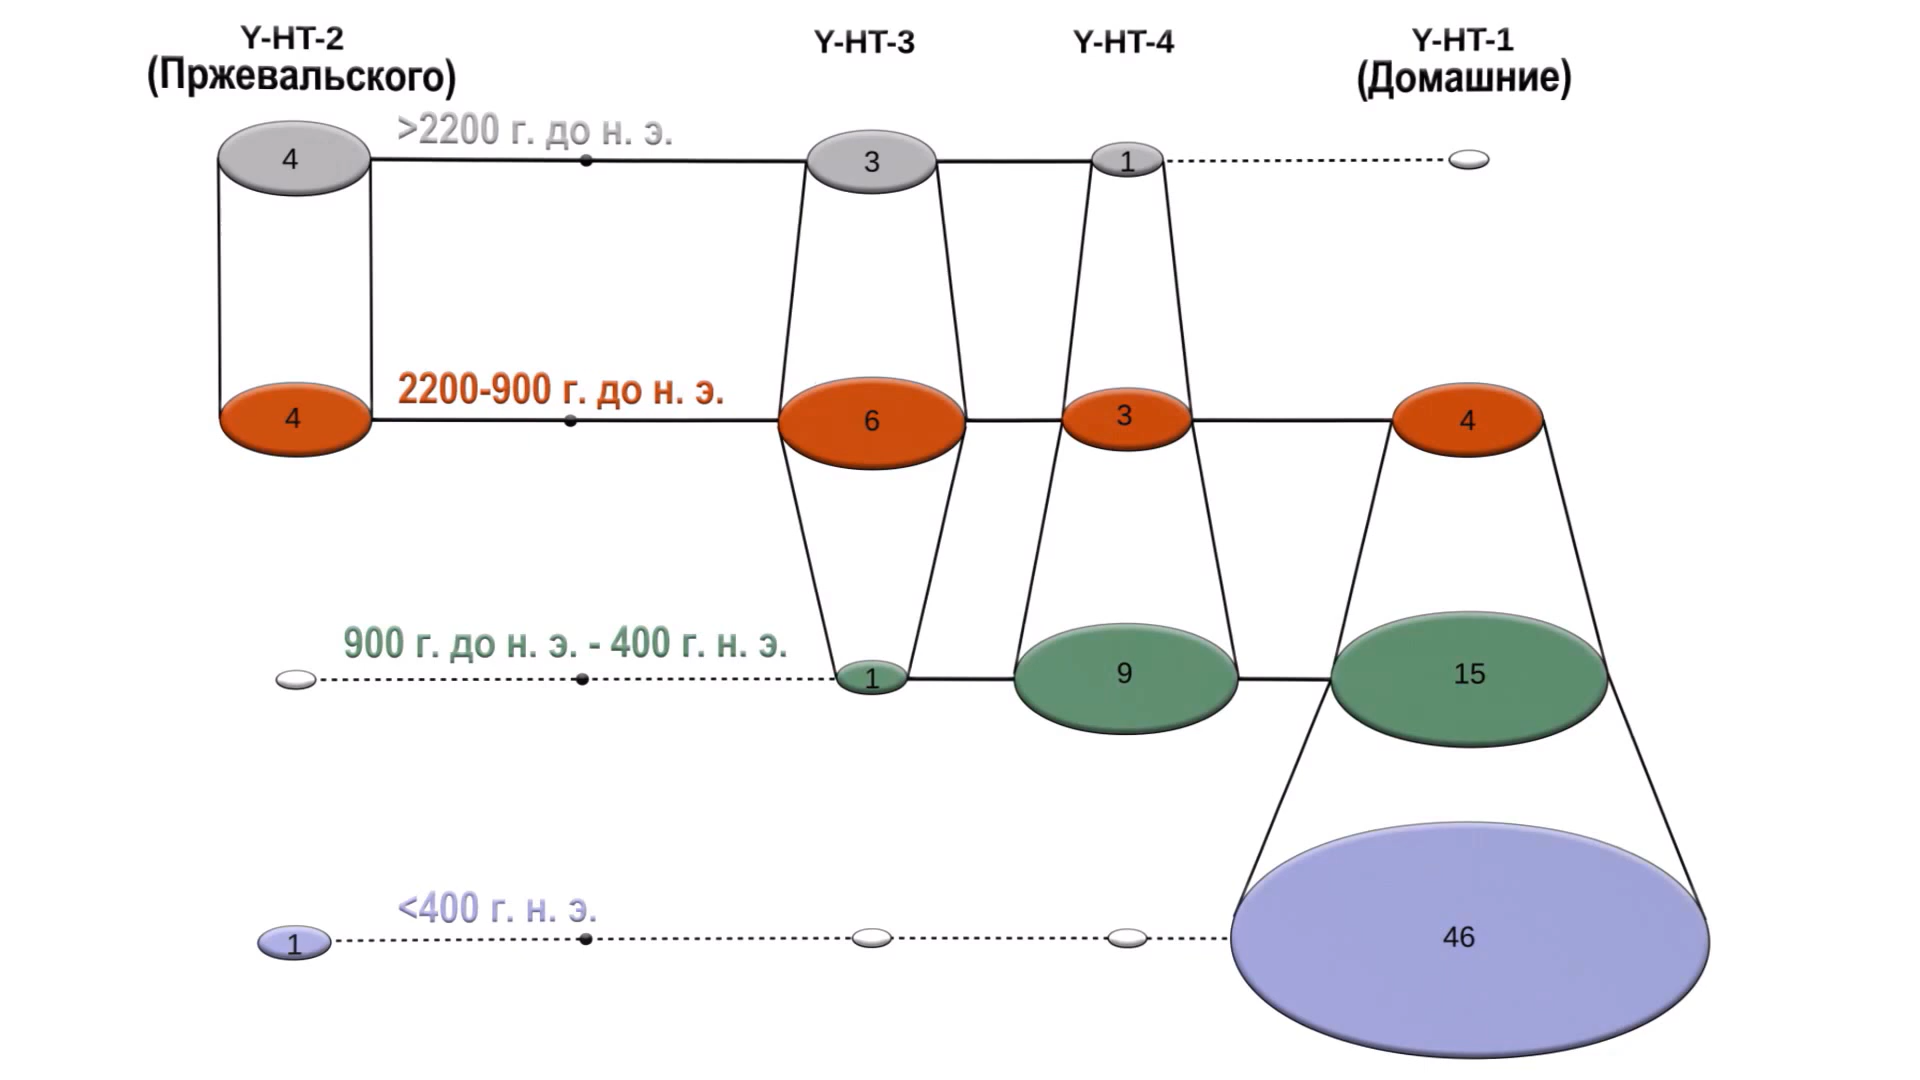 Y-HT-2
(Пржевальского)
Y-HT-3
Y-HT-4
Y-HT-1
(Домашние)
>2200 г. до н. э.
4
3
1
2200-900 г. до н. э.
4
6
3
4
900 г. до н. э. - 400 г. н. э.
1
9
15
<400 г. н. э.
1
46